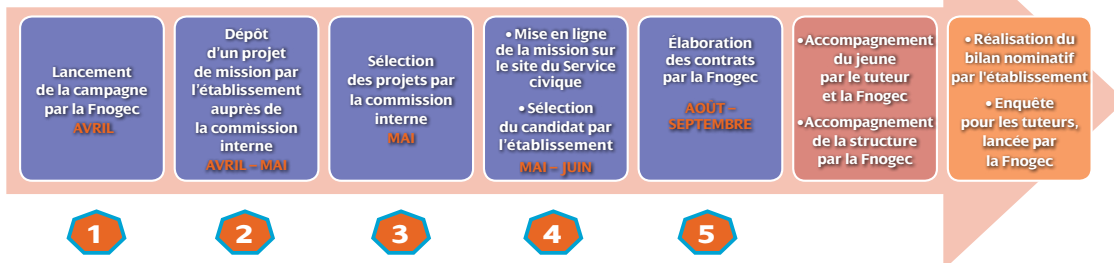 Lancement
de la campagne
par la Fnogec
AVRIL
Dépôt
d'un projet
de mission par
l'établissement
auprès de
la commission
interne
AVRIL – MAI
Sélection
des projets par
la commission
interne
MAI
• Mise en ligne
de la mission sur
le site du Service
civique
• Sélection
du candidat par
l'établissement
MAI – JUIN
Élaboration
des contrats
par la Fnogec
AOÛT –
SEPTEMBRE
• Accompagnement
du jeune
par le tuteur
et la Fnogec
• Accompagnement
de la structure
par la Fnogec
• Réalisation du
bilan nominatif
par l'établissement
• Enquête
pour les tuteurs,
lancée par
la Fnogec
1
2
3
4
5